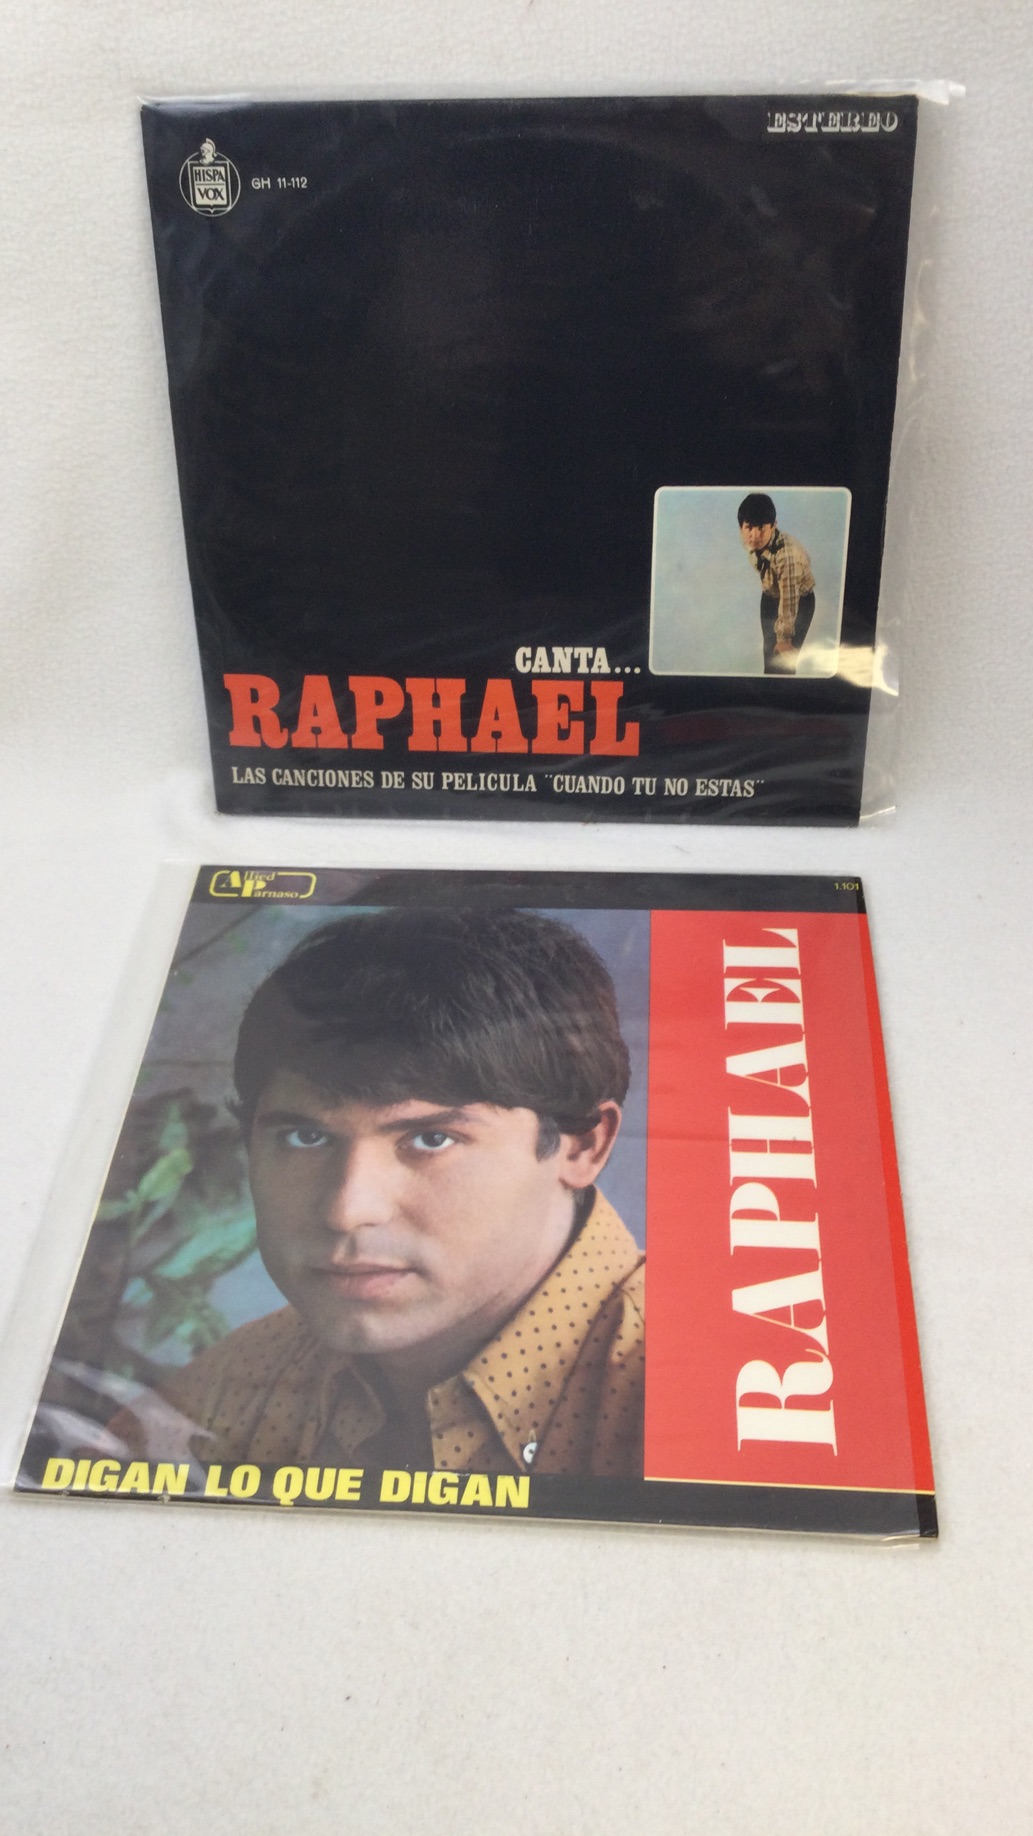 ESTEREO
HISPA
VOX
GH 11-112
CANTA...
RAPHAEL
LAS CANCIONES DE SU PELICULA ¨CUANDO TU NO ESTAS¨
Allied
Parnaso
1.101
RAPHAEL
DIGAN LO QUE DIGAN